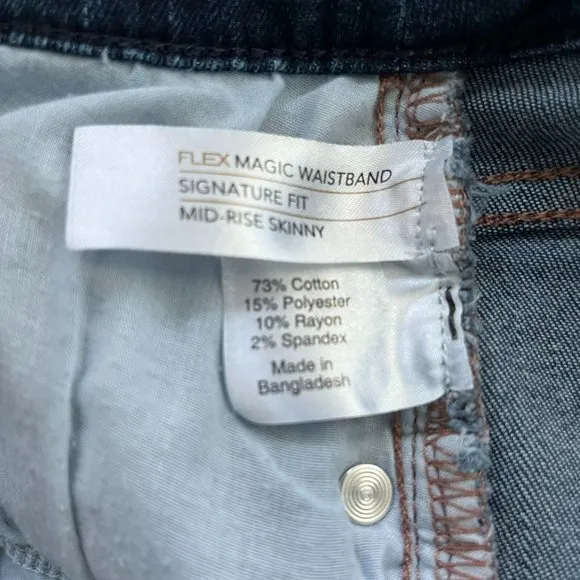 FLEX MAGIC WAISTBAND
SIGNATURE FIT
MID-RISE SKINNY
73% Cotton
15% Polyester
10% Rayon
2% Spandex
Made in
Bangladesh